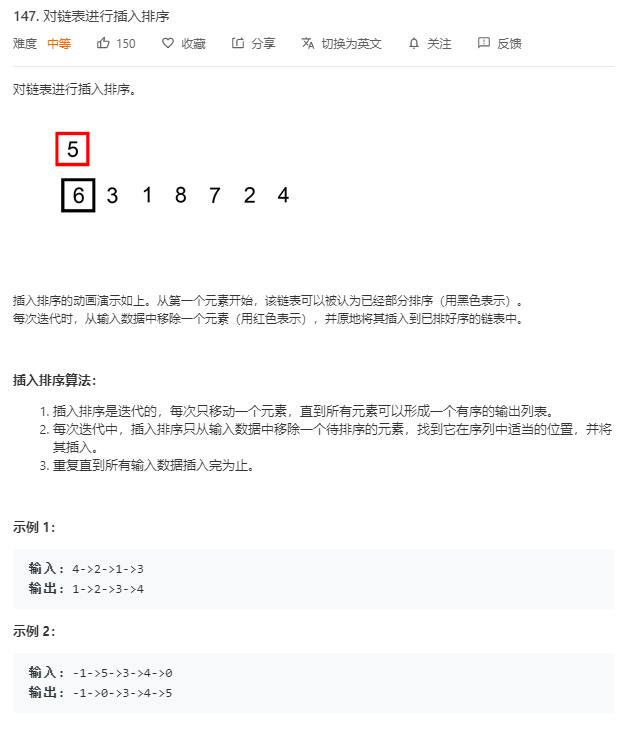 147. 对链表进行插入排序
难度 中等 150 收藏 分享 切换为英文 关注 反馈
对链表进行插入排序。
5
6 3 1 8 7 2 4
插入排序的动画演示如上。从第一个元素开始，该链表可以被认为已经部分排序（用黑色表示）。
每次迭代时，从输入数据中移除一个元素（用红色表示），并原地将其插入到已排好序的链表中。
插入排序算法：
1. 插入排序是迭代的，每次只移动一个元素，直到所有元素可以形成一个有序的输出列表。
2. 每次迭代中，插入排序只从输入数据中移除一个待排序的元素，找到它在序列中适当的位置，并将
其插入。
3. 重复直到所有输入数据插入完为止。
示例 1：
输入: 4->2->1->3
输出: 1->2->3->4
示例 2：
输入: -1->5->3->4->0
输出: -1->0->3->4->5